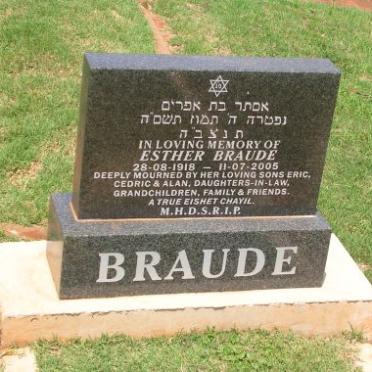 אסתר בת אפרים
נפטרה ה' תמוז תשס"ה
ת נ צ ב"ה
IN LOVING MEMORY OF
ESTHER BRAUDE
28-08-1918 — 11-07-2005
DEEPLY MOURNED BY HER LOVING SONS ERIC,
CEDRIC & ALAN, DAUGHTERS-IN-LAW,
GRANDCHILDREN, FAMILY & FRIENDS.
A TRUE EISHET CHAYIL.
M.H.D.S.R.I.P.
BRAUDE